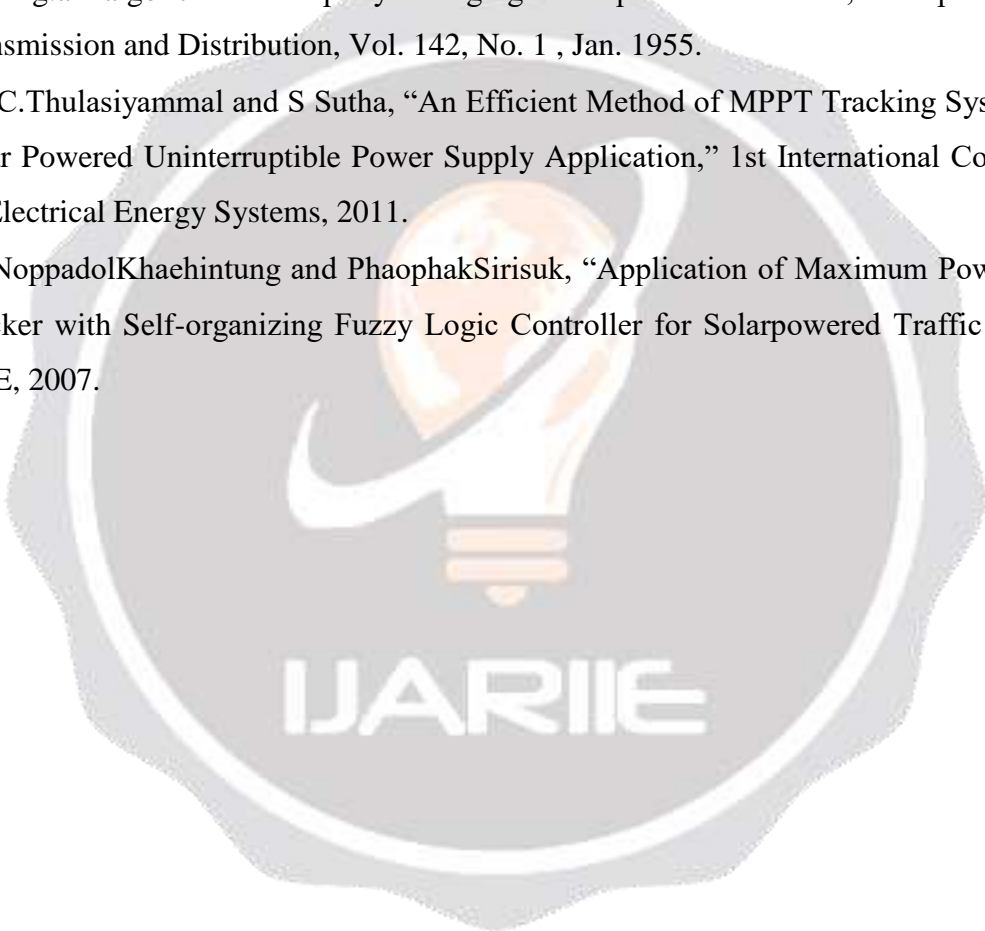 nsmission and Distribution, Vol. 142, No. 1 , Jan. 1955.
C.Thulasiyammal and S Sutha, “An Efficient Method of MPPT Tracking Sys
r Powered Uninterruptible Power Supply Application,” 1st International Co
Electrical Energy Systems, 2011.
NoppadolKhaehintung and PhaophakSirisuk, “Application of Maximum Pow
ker with Self-organizing Fuzzy Logic Controller for Solarpowered Traffic
E, 2007.
IJARIIE